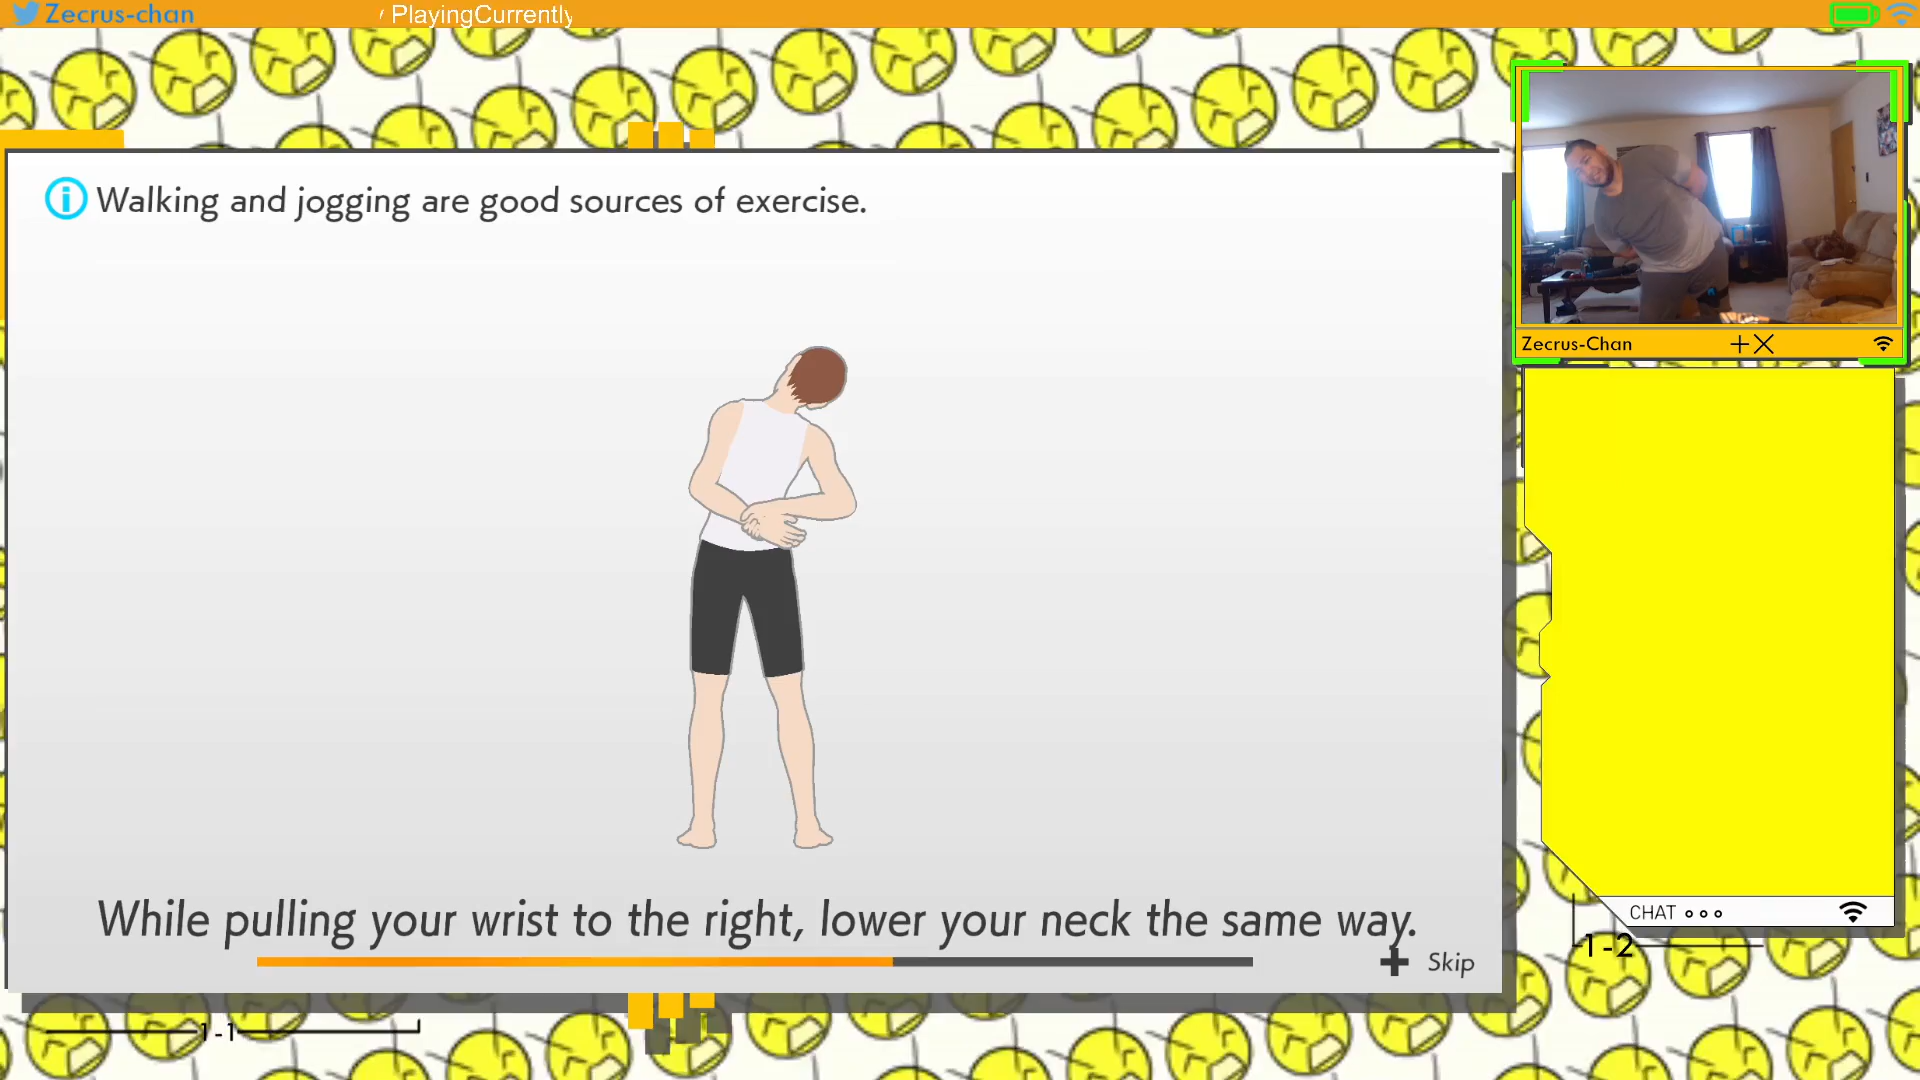 Zecrus-chan
PlayingCurrently
Walking and jogging are good sources of exercise.
Zecrus-Chan
While pulling your wrist to the right, lower your neck the same way.
Skip
CHAT
1-2
1-1